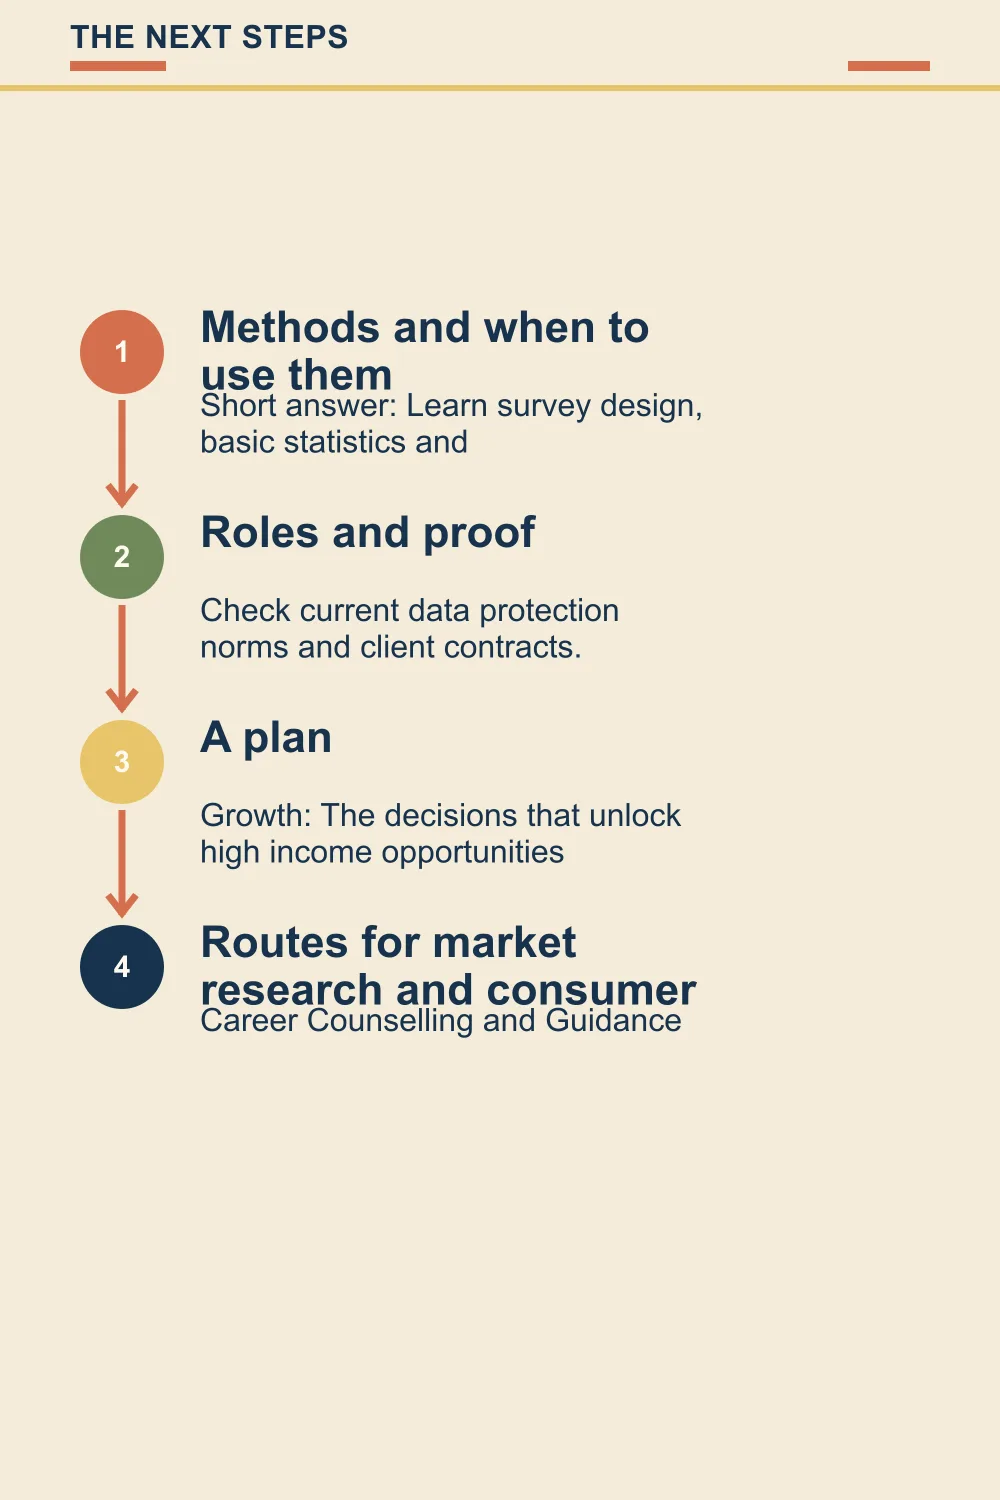 THE NEXT STEPS
1
Methods and when to
use them
Short answer: Learn survey design,
basic statistics and
2
Roles and proof
Check current data protection
norms and client contracts.
3
A plan
Growth: The decisions that unlock
high income opportunities
4
Routes for market
research and consumer
Career Counselling and Guidance